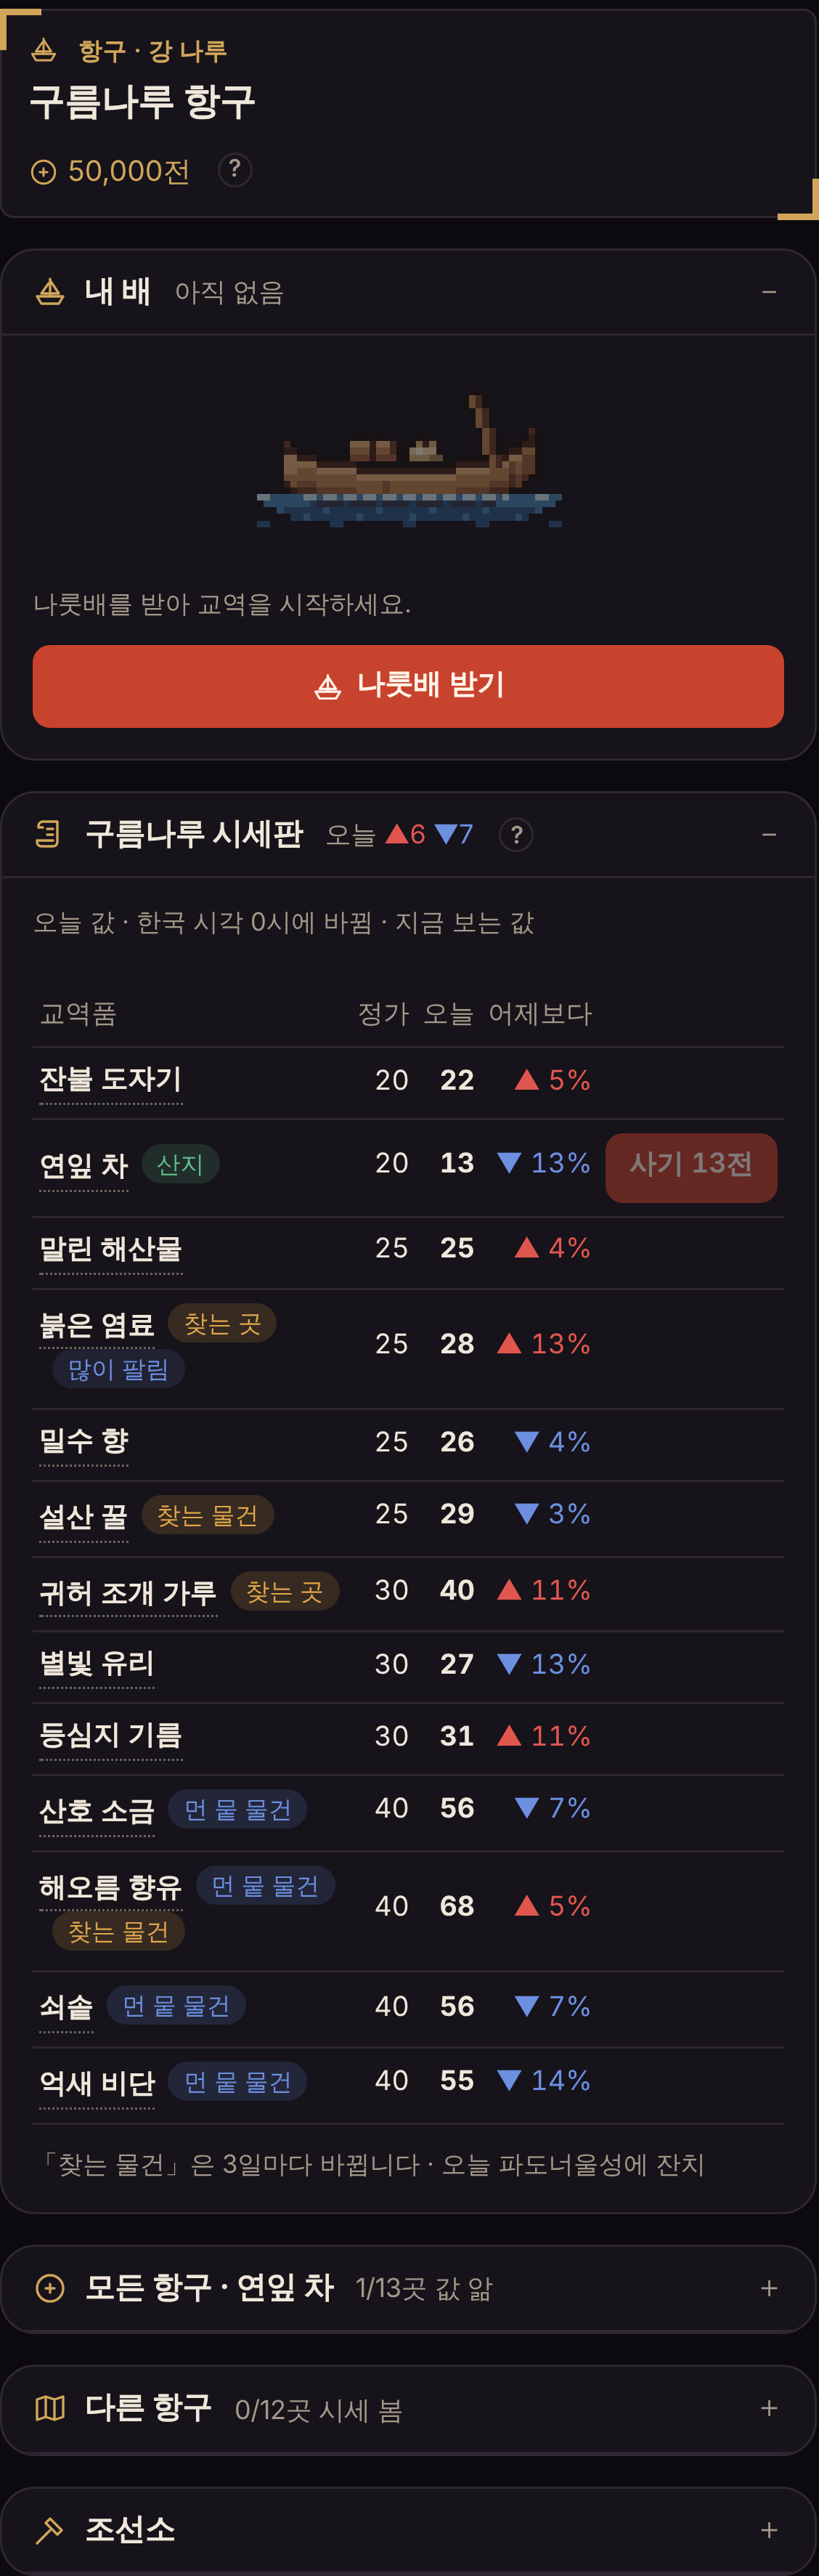 항구 · 강 나루
구름나루 항구
50,000전 ?
내 배 아직 없음 −
나룻배를 받아 교역을 시작하세요.
나룻배 받기
구름나루 시세판 오늘 ▲6 ▼7 ? −
오늘 값 · 한국 시각 0시에 바뀜 · 지금 보는 값
교역품 정가 오늘 어제보다
잔불 도자기 20 22 ▲ 5%
연잎 차 산지 20 13 ▼ 13% 사기 13전
말린 해산물 25 25 ▲ 4%
붉은 염료 찾는 곳 25 28 ▲ 13%
많이 팔림
밀수 향 25 26 ▼ 4%
설산 꿀 찾는 물건 25 29 ▼ 3%
귀허 조개 가루 찾는 곳 30 40 ▲ 11%
별빛 유리 30 27 ▼ 13%
등심지 기름 30 31 ▲ 11%
산호 소금 먼 뭍 물건 40 56 ▼ 7%
해오름 향유 먼 뭍 물건 40 68 ▲ 5%
찾는 물건
쇠솥 먼 뭍 물건 40 56 ▼ 7%
억새 비단 먼 뭍 물건 40 55 ▼ 14%
「찾는 물건」은 3일마다 바뀝니다 · 오늘 파도너울성에 잔치
모든 항구 · 연잎 차 1/13곳 값 앎 +
다른 항구 0/12곳 시세 봄 +
조선소 +